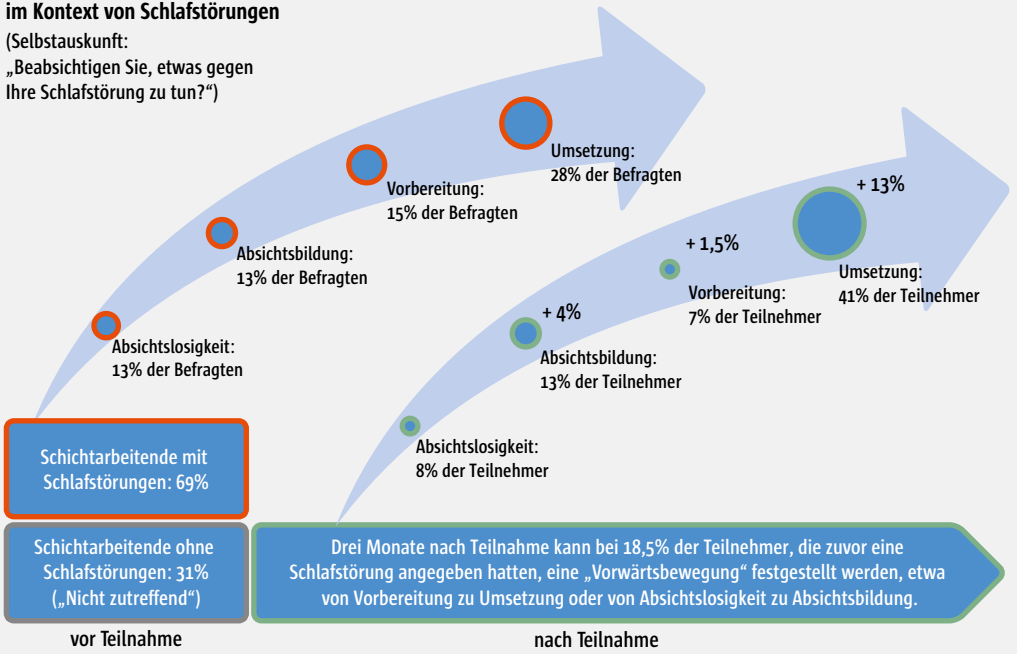 im Kontext von Schlafstörungen
(Selbstauskunft:
„Beabsichtigen Sie, etwas gegen
Ihre Schlafstörung zu tun?“)
Umsetzung:
28% der Befragten
Vorbereitung:
15% der Befragten
Absichtsbildung:
13% der Befragten
Absichtslosigkeit:
13% der Befragten
+ 13%
Umsetzung:
41% der Teilnehmer
+ 1,5%
Vorbereitung:
7% der Teilnehmer
+ 4%
Absichtsbildung:
13% der Teilnehmer
Absichtslosigkeit:
8% der Teilnehmer
Schichtarbeitende mit
Schlafstörungen: 69%
Schichtarbeitende ohne
Schlafstörungen: 31%
(„Nicht zutreffend“)
Drei Monate nach Teilnahme kann bei 18,5% der Teilnehmer, die zuvor eine
Schlafstörung angegeben hatten, eine „Vorwärtsbewegung“ festgestellt werden, etwa
von Vorbereitung zu Umsetzung oder von Absichtslosigkeit zu Absichtsbildung.
vor Teilnahme
nach Teilnahme